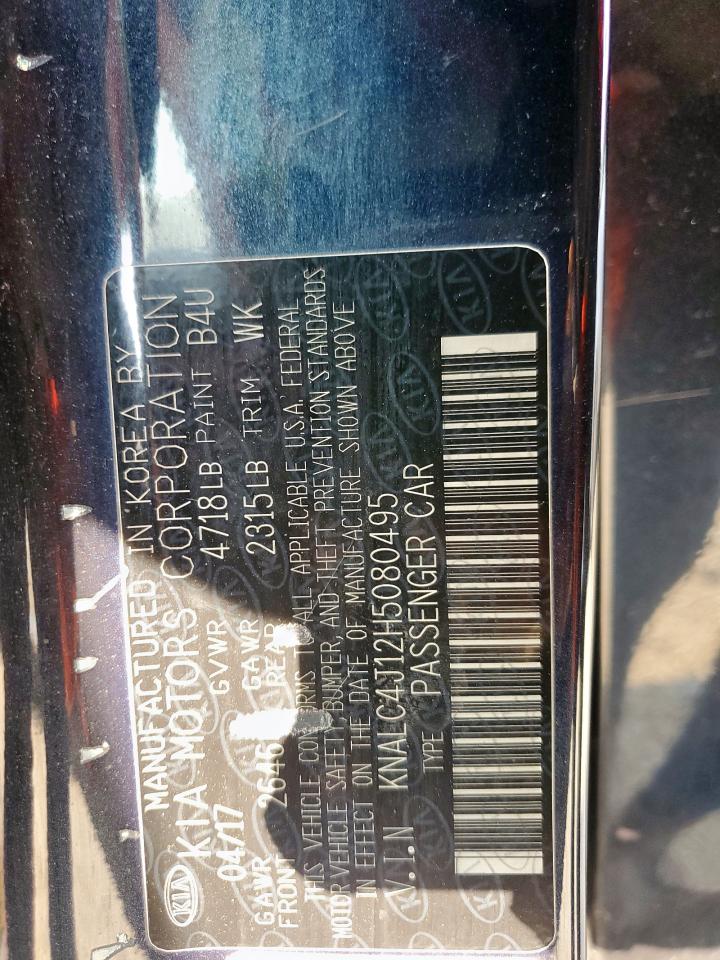 KIA
MANUFACTURED IN KOREA BY
KIA MOTORS CORPORATION
04/17 GVWR 4718LB PAINT B4U
GAWR FRONT 2646 GAWR REAR 2315LB TRIM WK
THIS VEHICLE CONFORMS TO ALL APPLICABLE U.S.A. FEDERAL
MOTOR VEHICLE SAFETY, BUMPER, AND THEFT PREVENTION STANDARDS
IN EFFECT ON THE DATE OF MANUFACTURE SHOWN ABOVE
V.I.N KNALC4J12H5080495
TYPE PASSENGER CAR